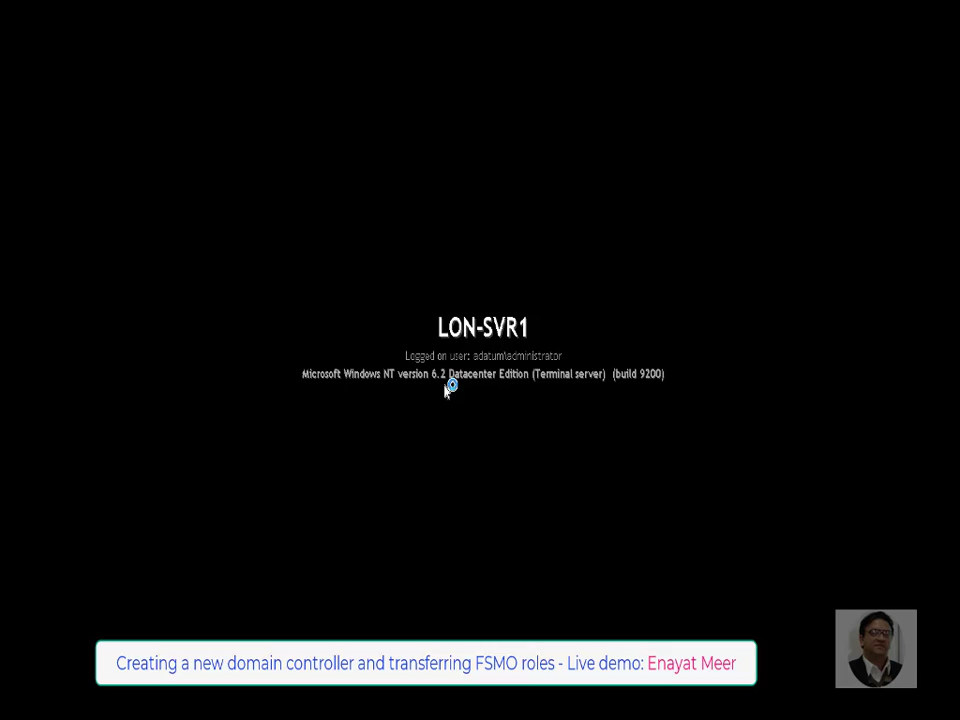 LON-SVR1
Logged on user: adatum\administrator
Microsoft Windows NT version 6.2 Datacenter Edition (Terminal server) (build 9200)
Creating a new domain controller and transferring FSMO roles - Live demo: Enayat Meer